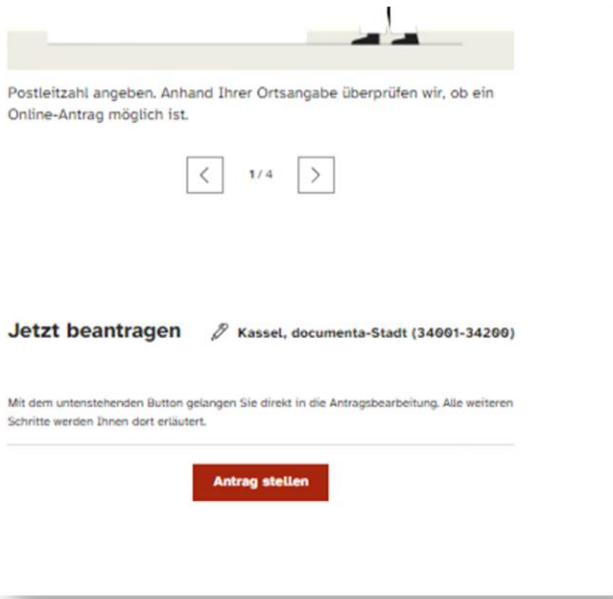 Postleitzahl angeben. Anhand Ihrer Ortsangabe überprüfen wir, ob ein
Online-Antrag möglich ist.
1 / 4
Jetzt beantragen
Kassel, documenta-Stadt (34001-34200)
Mit dem untenstehenden Button gelangen Sie direkt in die Antragsbearbeitung. Alle weiteren
Schritte werden Ihnen dort erläutert.
Antrag stellen